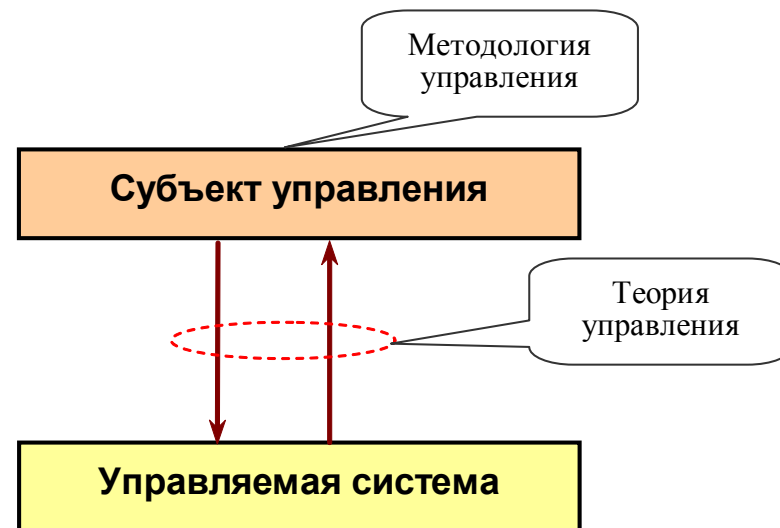 Методология
управления
Субъект управления
Теория
управления
Управляемая система